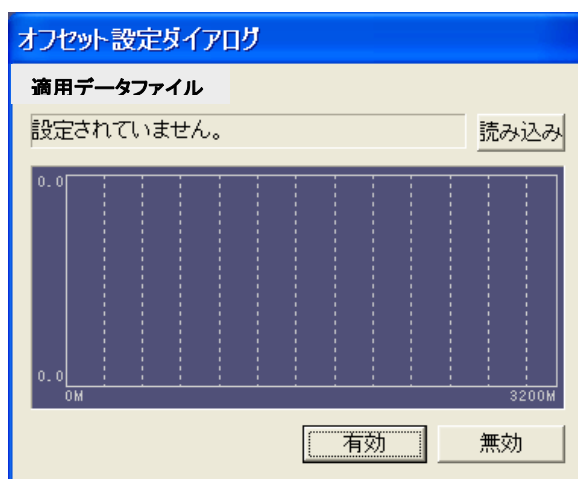 オフセット設定ダイアログ
適用データファイル
設定されていません。
読み込み
0.0
0.0
0M
3200M
有効
無効